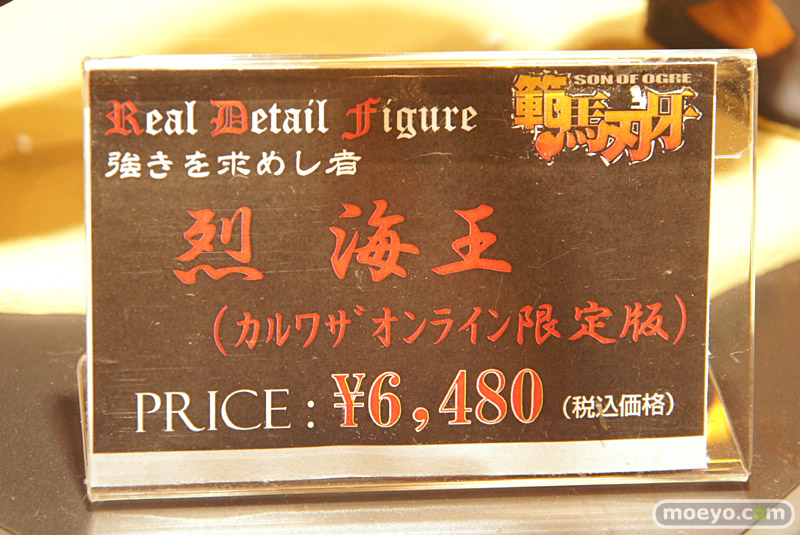 Real Detail Figure
SON OF OGRE
範馬刃牙
強きを求めし者
烈 海王
(カルワザオンライン限定版)
PRICE : ¥6,480 (税込価格)
moeyo.com